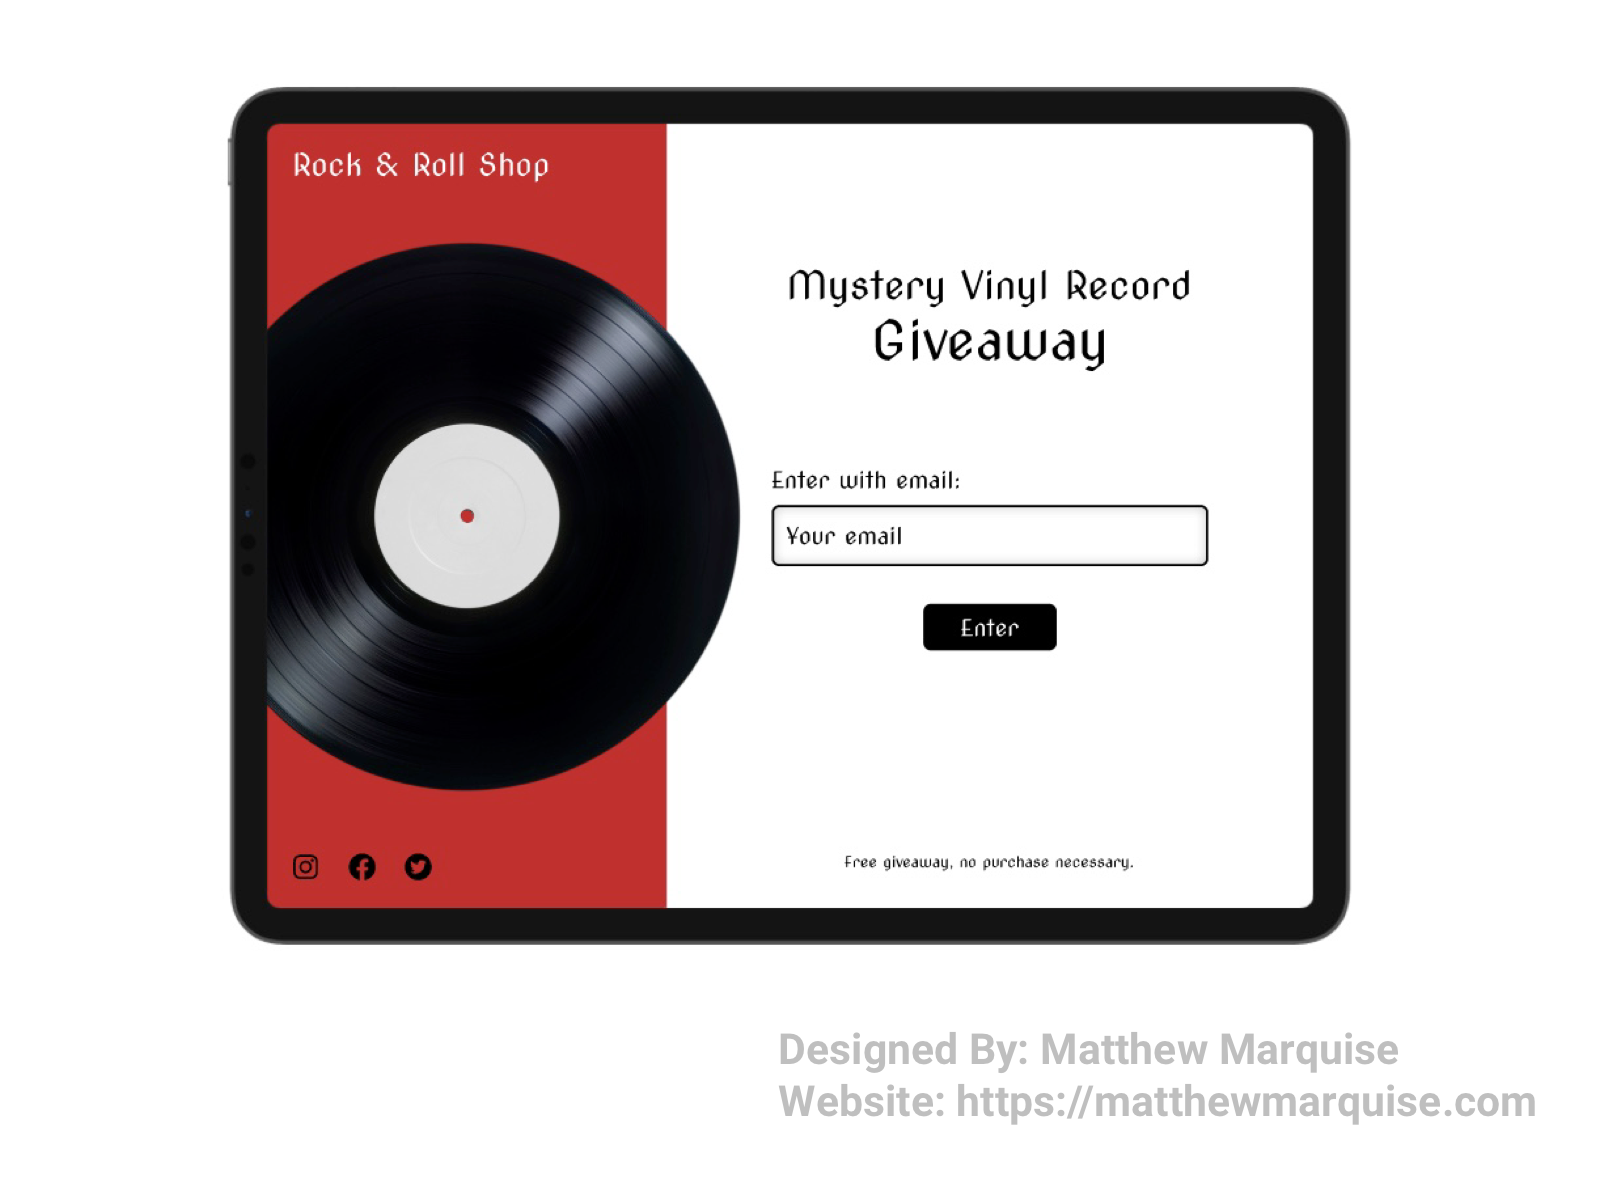 Rock & Roll Shop
Mystery Vinyl Record
Giveaway
Enter with email:
Your email
Enter
Free giveaway, no purchase necessary.
Designed By: Matthew Marquise
Website: https://matthewmarquise.com